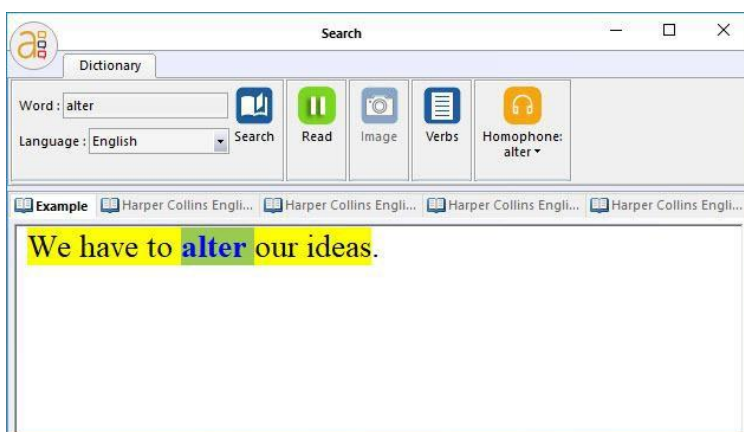 Search
Dictionary
Word : alter
Language : English
Search
Read
Image
Verbs
Homophone:
alter
Example Harper Collins Engli... Harper Collins Engli... Harper Collins Engli... Harper Collins Engli...
We have to alter our ideas.